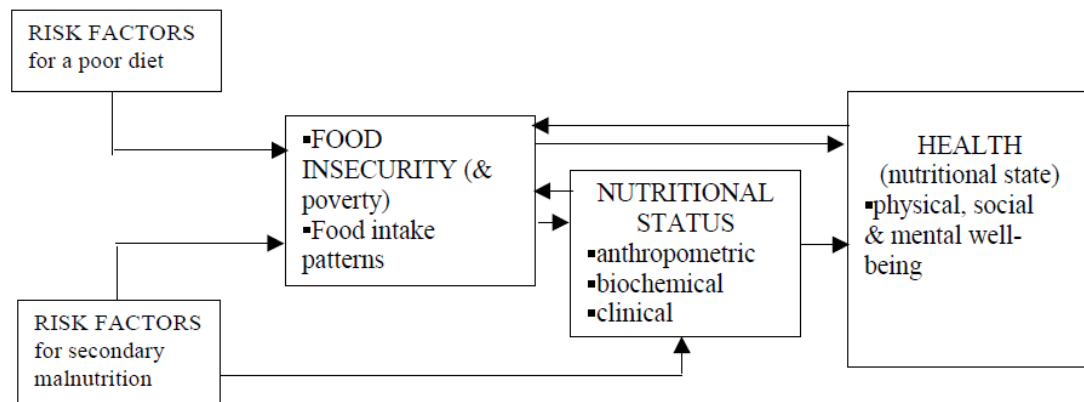 RISK FACTORS
for a poor diet
▪FOOD
INSECURITY (&
poverty)
▪Food intake
patterns
NUTRITIONAL
STATUS
▪anthropometric
▪biochemical
▪clinical
HEALTH
(nutritional state)
▪physical, social
& mental well-
being
RISK FACTORS
for secondary
malnutrition